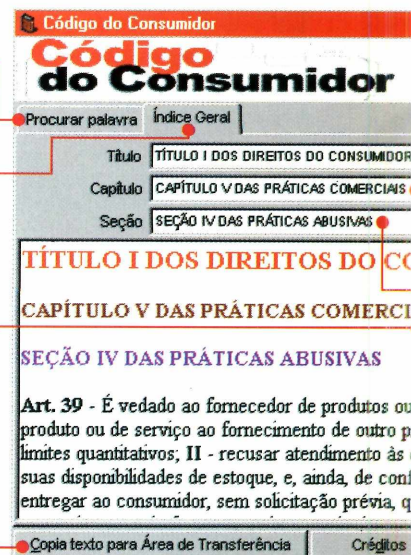 Código do Consumidor
Código
do Consumidor
Procurar palavra Índice Geral
Título TÍTULO I DOS DIREITOS DO CONSUMIDOR
Capítulo CAPÍTULO V DAS PRÁTICAS COMERCIAIS
Seção SEÇÃO IV DAS PRÁTICAS ABUSIVAS
TÍTULO I DOS DIREITOS DO CO
CAPÍTULO V DAS PRÁTICAS COMERCI
SEÇÃO IV DAS PRÁTICAS ABUSIVAS
Art. 39 - É vedado ao fornecedor de produtos ou
produto ou de serviço ao fornecimento de outro p
limites quantitativos; II - recusar atendimento às
suas disponibilidades de estoque, e, ainda, de con
entregar ao consumidor, sem solicitação prévia, q
Copia texto para Área de Transferência Créditos